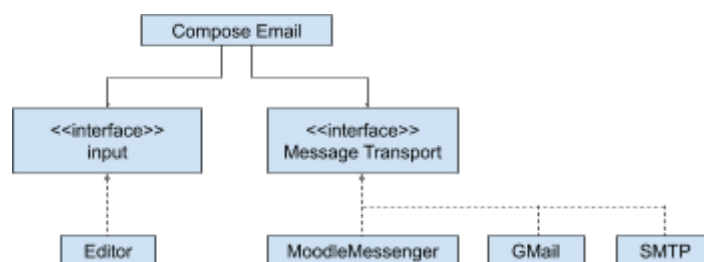 Compose Email
<<interface>>
input
<<interface>>
Message Transport
Editor
MoodleMessenger
GMail
SMTP